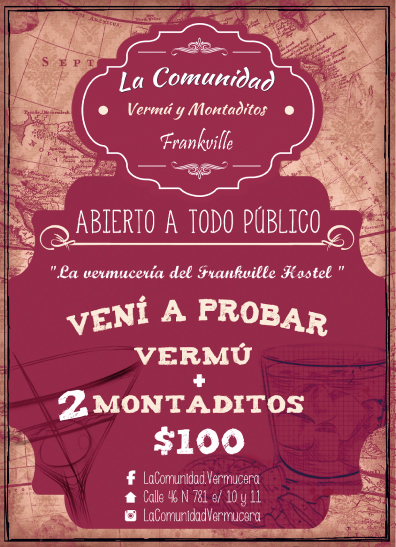 SEPT
La Comunidad
Vermú y Montaditos
Frankville
ABIERTO A TODO PÚBLICO
"La vermucería del Frankville Hostel "
VENÍ A PROBAR
VERMÚ
+
2 MONTADITOS
$100
LaComunidad.Vermucera
Calle 46 N 781 e/ 10 y 11
LaComunidadVermucera